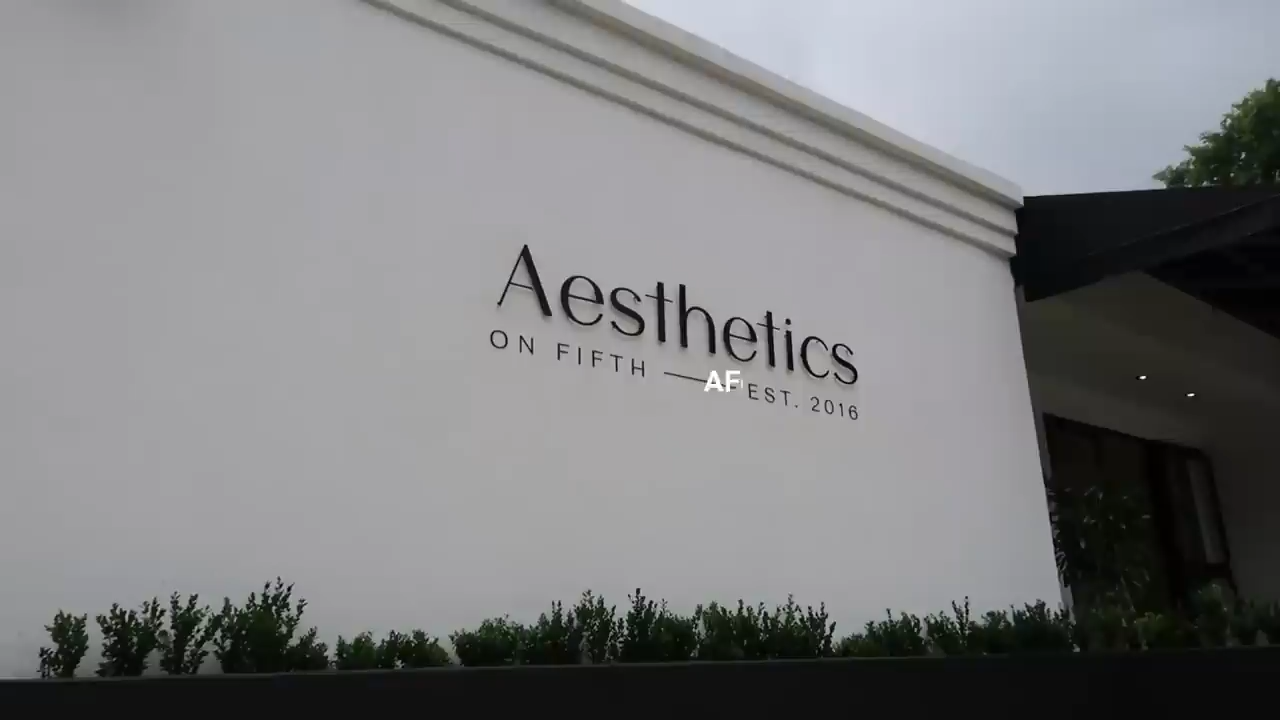 Aesthetics
ON FIFTH — EST. 2016
AF